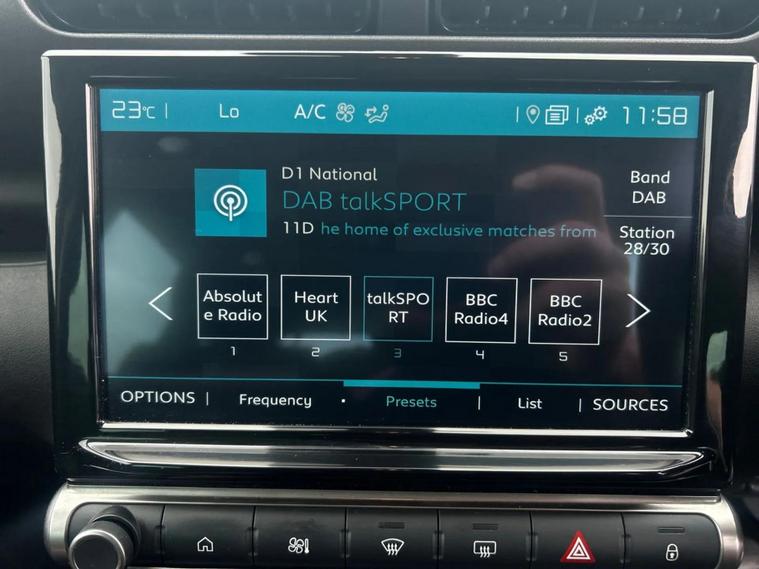 23°C | Lo A/C | | 11:58
D1 National
DAB talkSPORT
11D he home of exclusive matches from
Band
DAB
Station
28/30
Absolut
e Radio
Heart
UK
talkSPO
RT
BBC
Radio4
BBC
Radio2
1 2 3 4 5
OPTIONS | Frequency · Presets | List | SOURCES